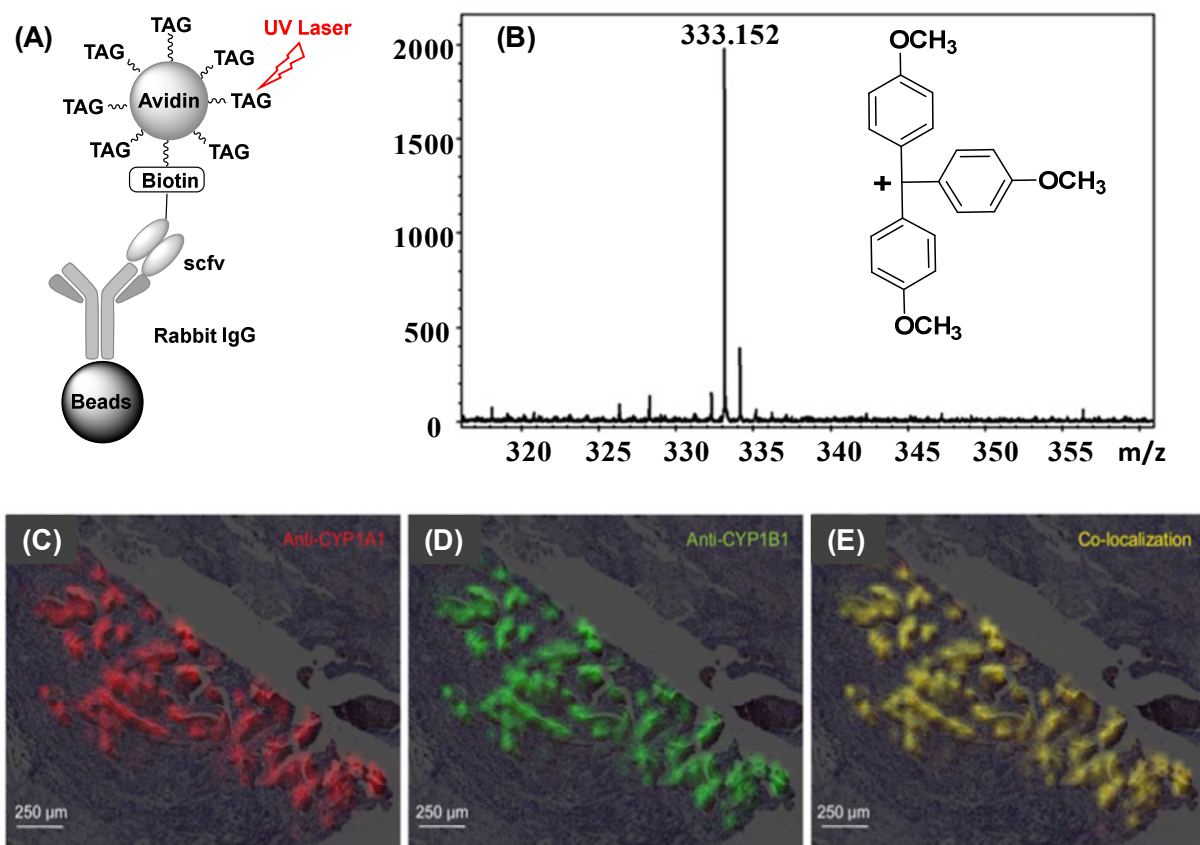 (A)
TAG
UV Laser
TAG
TAG
TAG
Avidin
TAG
TAG
TAG
Biotin
scfv
Rabbit IgG
Beads
(B)
333.152
2000
1500
1000
500
0
320 325 330 335 340 345 350 355 m/z
OCH3
+
OCH3
OCH3
(C)
Anti-CYP1A1
250 µm
(D)
Anti-CYP1B1
250 µm
(E)
Co-localization
250 µm